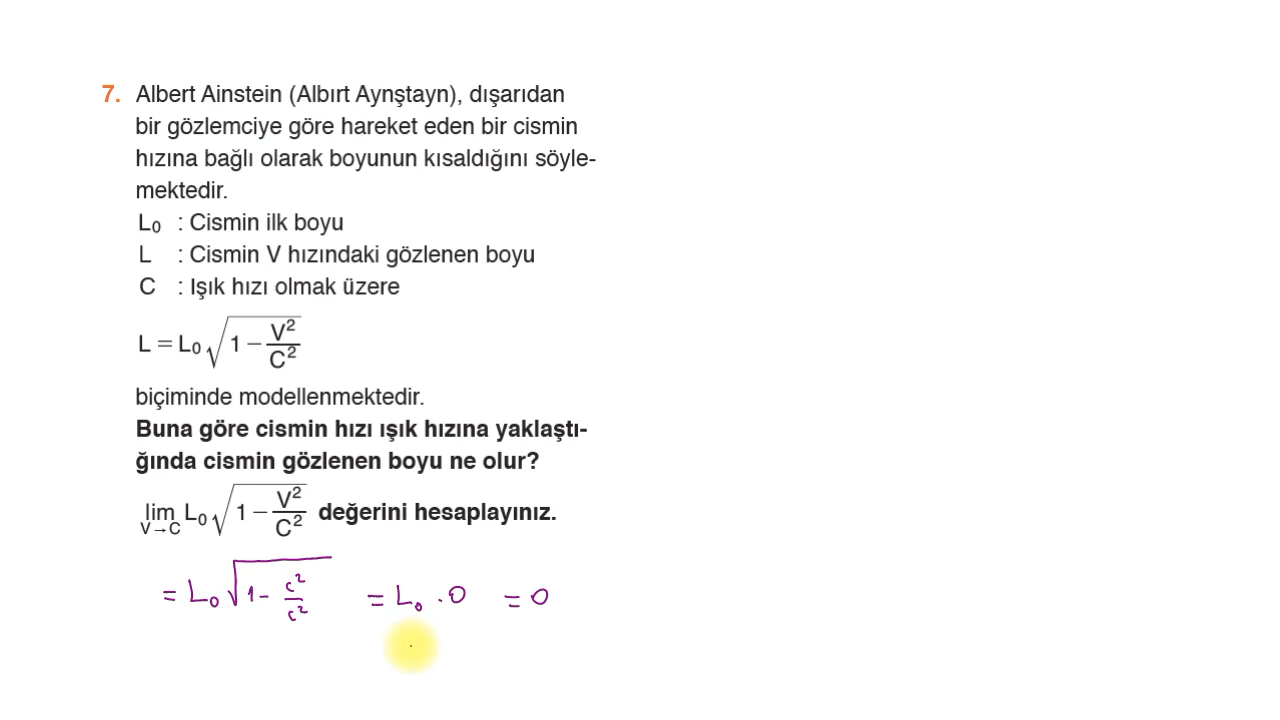 7. Albert Ainstein (Albırt Aynştayn), dışarıdan
bir gözlemciye göre hareket eden bir cismin
hızına bağlı olarak boyunun kısaldığını söyle-
mektedir.
L₀ : Cismin ilk boyu
L : Cismin V hızındaki gözlenen boyu
C : Işık hızı olmak üzere
L = L₀ √(1 − V²/C²)
biçiminde modellenmektedir.
Buna göre cismin hızı ışık hızına yaklaştı-
ğında cismin gözlenen boyu ne olur?
lim V→C L₀ √(1 − V²/C²) değerini hesaplayınız.
= L₀ √(1 - c²/c²) = L₀ . 0 = 0